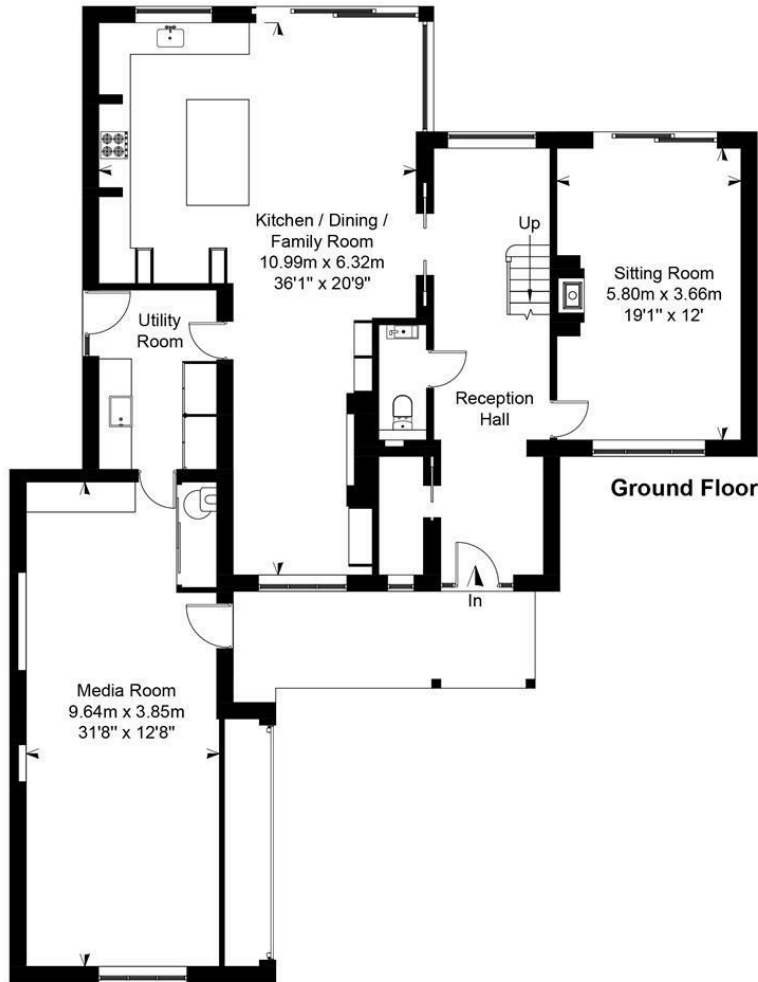 Kitchen / Dining /
Family Room
10.99m x 6.32m
36'1" x 20'9"
Up
Sitting Room
5.80m x 3.66m
19'1" x 12'
Utility
Room
Reception
Hall
Ground Floor
In
Media Room
9.64m x 3.85m
31'8" x 12'8"